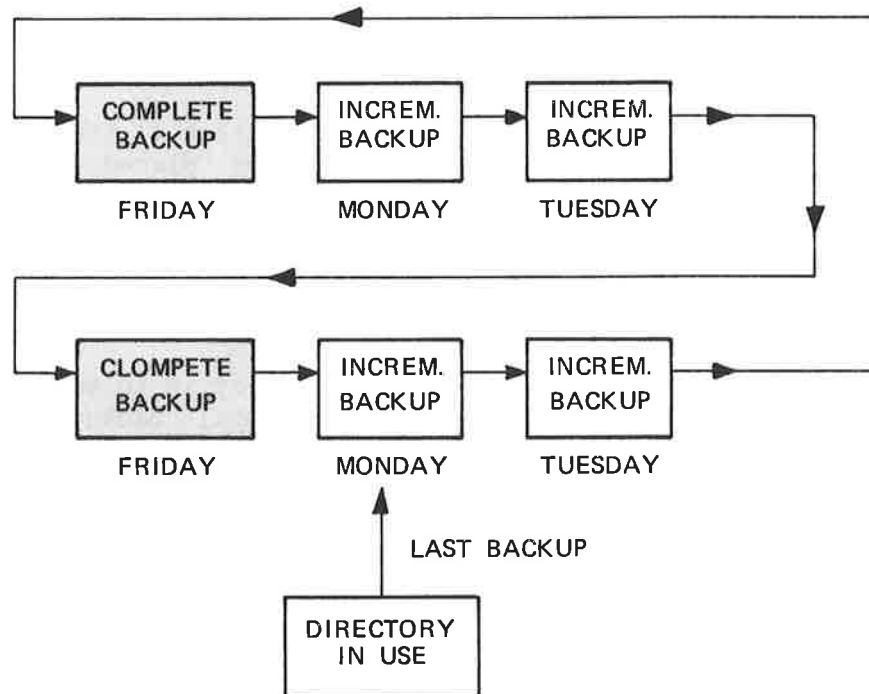 COMPLETE
BACKUP
INCREM.
BACKUP
INCREM.
BACKUP
FRIDAY
MONDAY
TUESDAY
CLOMPETE
BACKUP
INCREM.
BACKUP
INCREM.
BACKUP
FRIDAY
MONDAY
TUESDAY
LAST BACKUP
DIRECTORY
IN USE